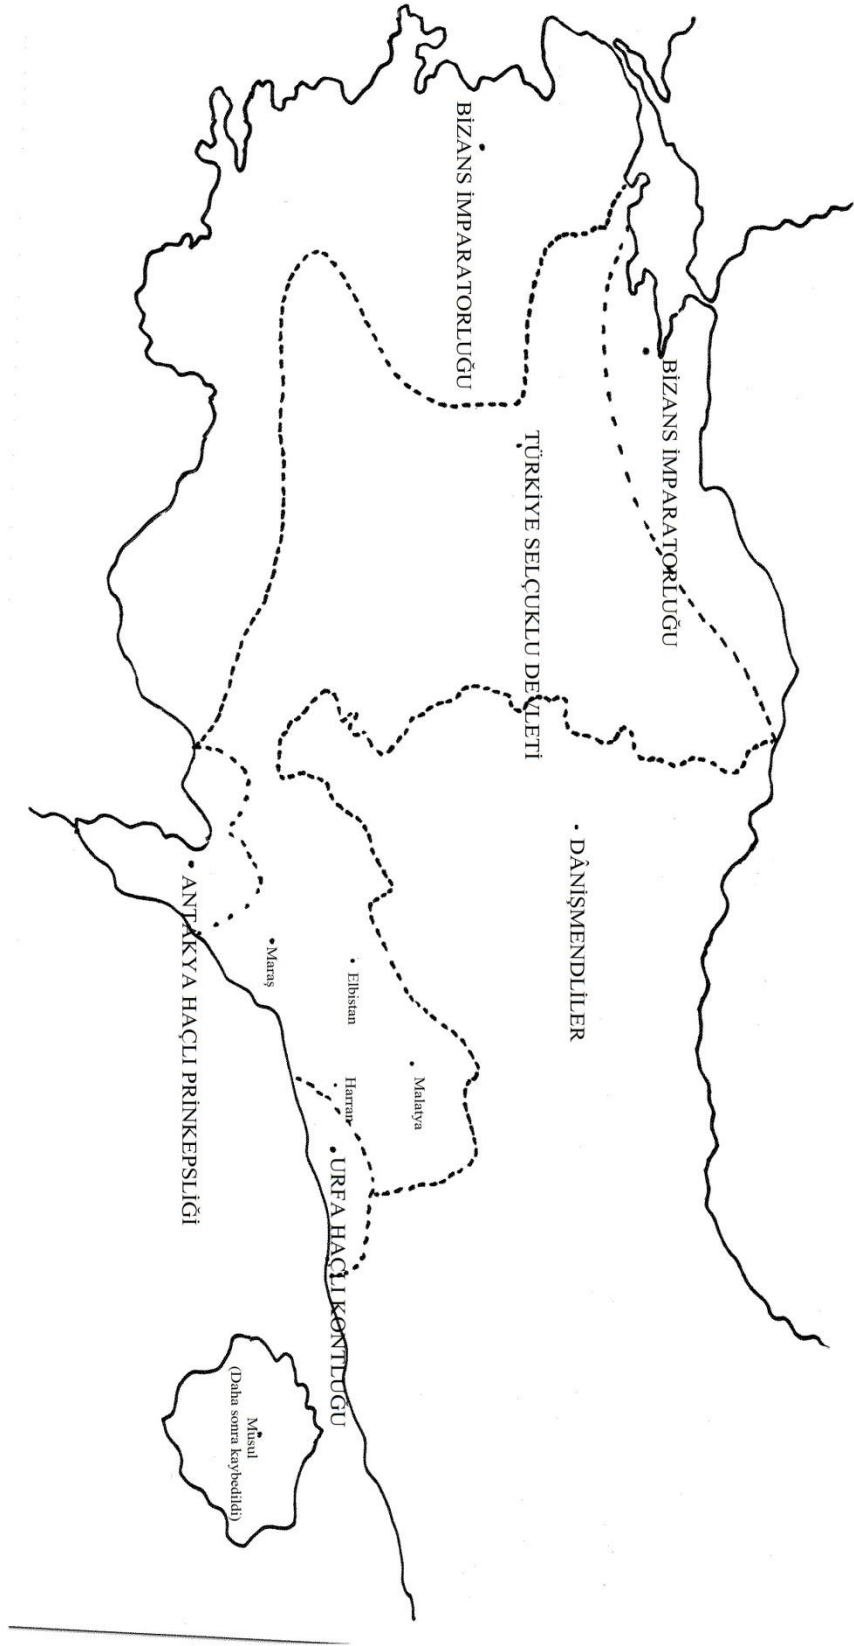 BİZANS İMPARATORLUĞU
BİZANS İMPARATORLUĞU
TÜRKİYE SELÇUKLU DEVLETİ
DÂNİŞMENDLİLER
Malatya
Elbistan
Maraş
Harran
URFA HAÇLI KONTLUĞU
ANTAKYA HAÇLI PRİNKEPSLİĞİ
Musul
(Daha sonra kaybedildi)